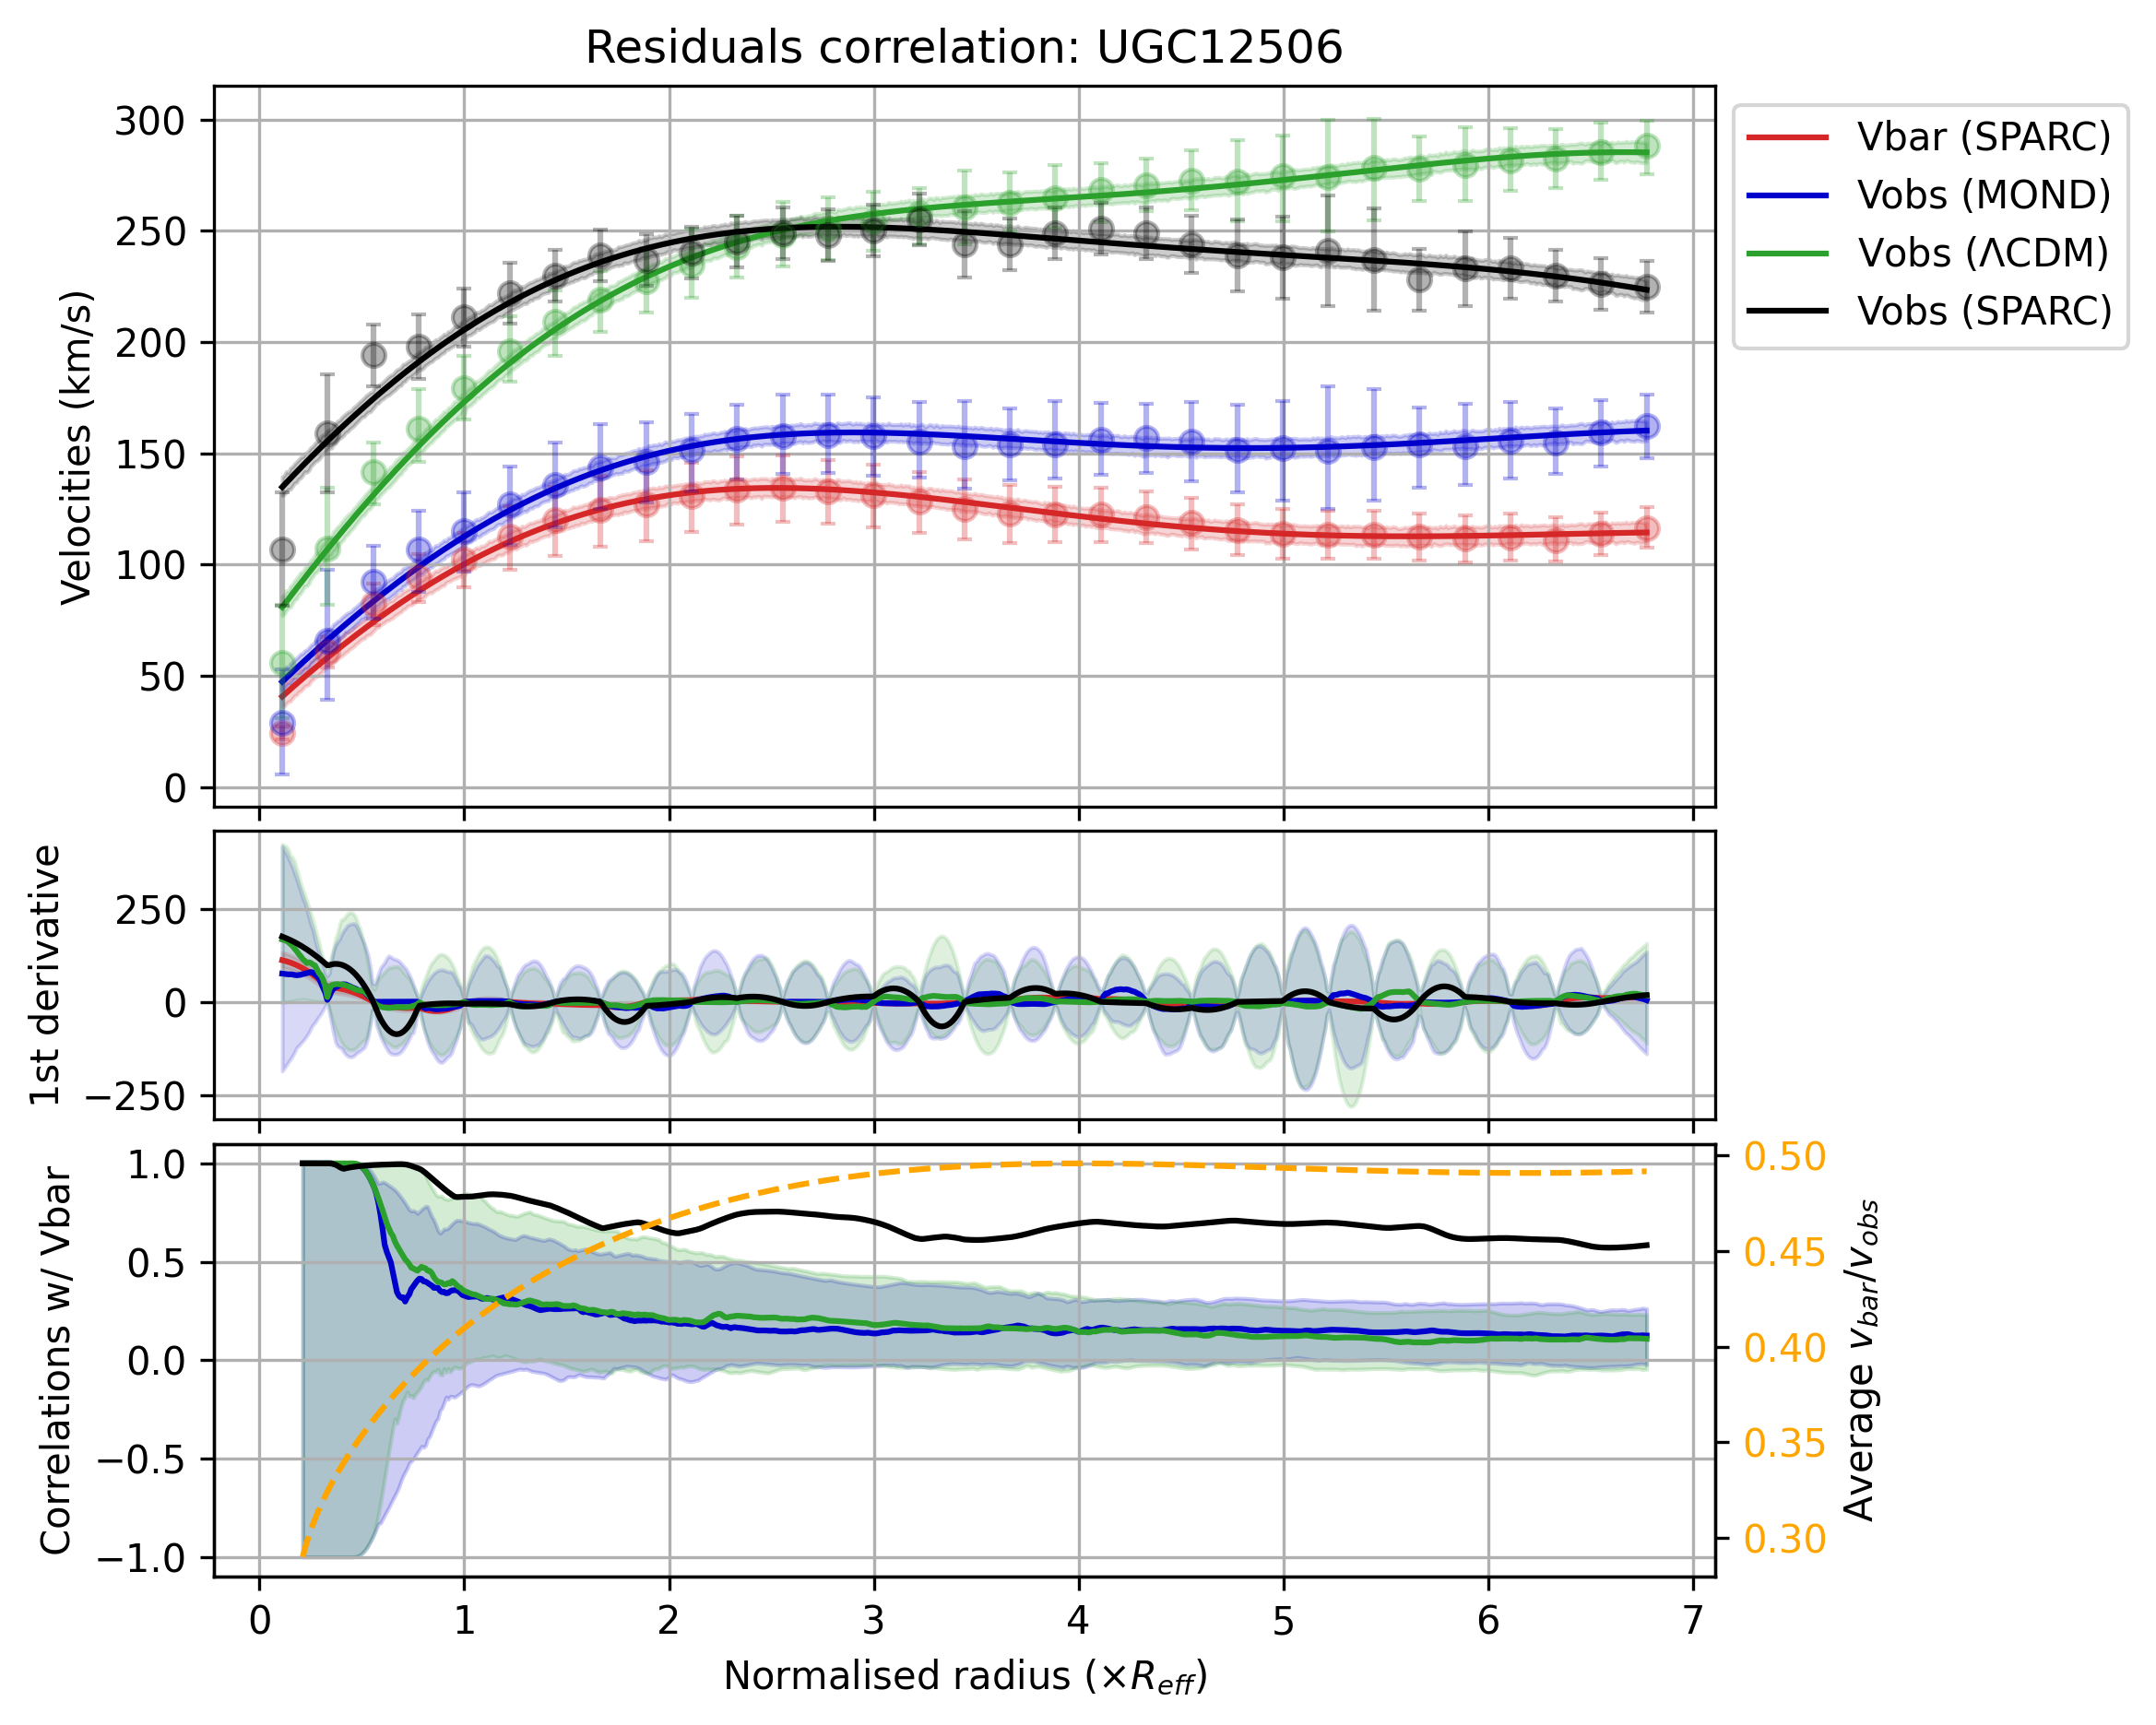 Residuals correlation: UGC12506
300
250
200
150
100
50
0
Velocities (km/s)
Vbar (SPARC)
Vobs (MOND)
Vobs (ΛCDM)
Vobs (SPARC)
250
0
−250
1st derivative
1.0
0.5
0.0
−0.5
−1.0
Correlations w/ Vbar
0.50
0.45
0.40
0.35
0.30
Average v_bar/v_obs
0 1 2 3 4 5 6 7
Normalised radius (×R_eff)